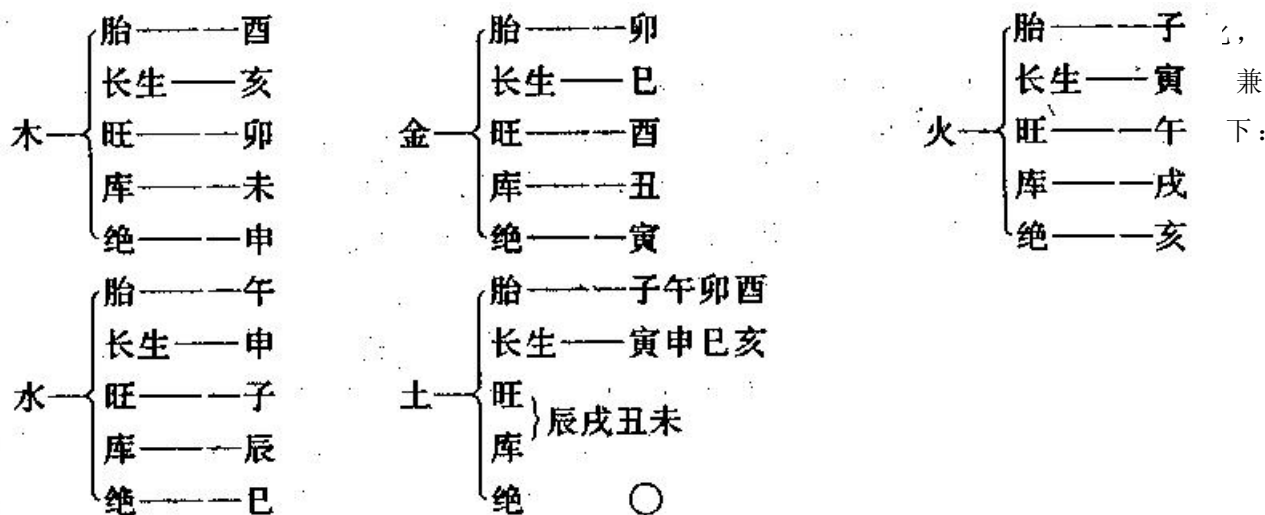 木 胎——酉
长生——亥
旺——卯
库——未
绝——申
金 胎——卯
长生——巳
旺——酉
库——丑
绝——寅
火 胎——子
长生——寅
旺——午
库——戌
绝——亥
，
兼
下：
水 胎——午
长生——申
旺——子
库——辰
绝——巳
土 胎——子午卯酉
长生——寅申巳亥
旺
库
辰戌丑未
绝 ○